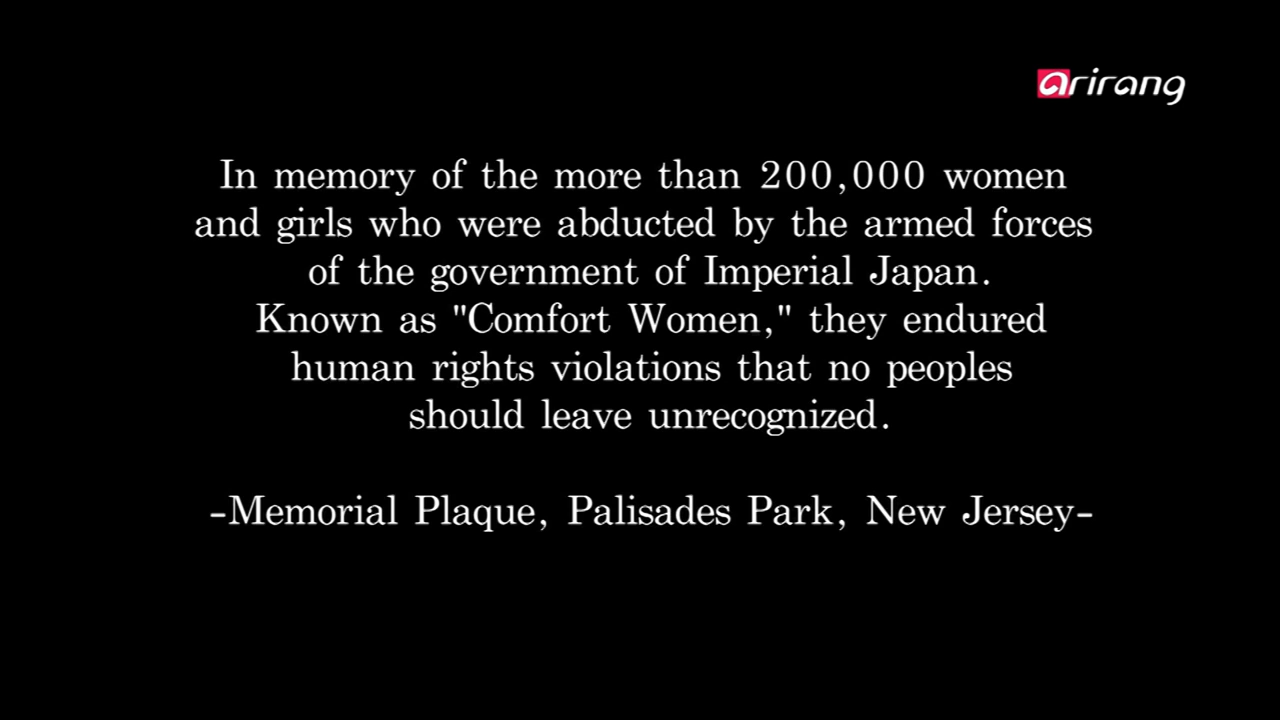 arirang
In memory of the more than 200,000 women
and girls who were abducted by the armed forces
of the government of Imperial Japan.
Known as "Comfort Women," they endured
human rights violations that no peoples
should leave unrecognized.
-Memorial Plaque, Palisades Park, New Jersey-